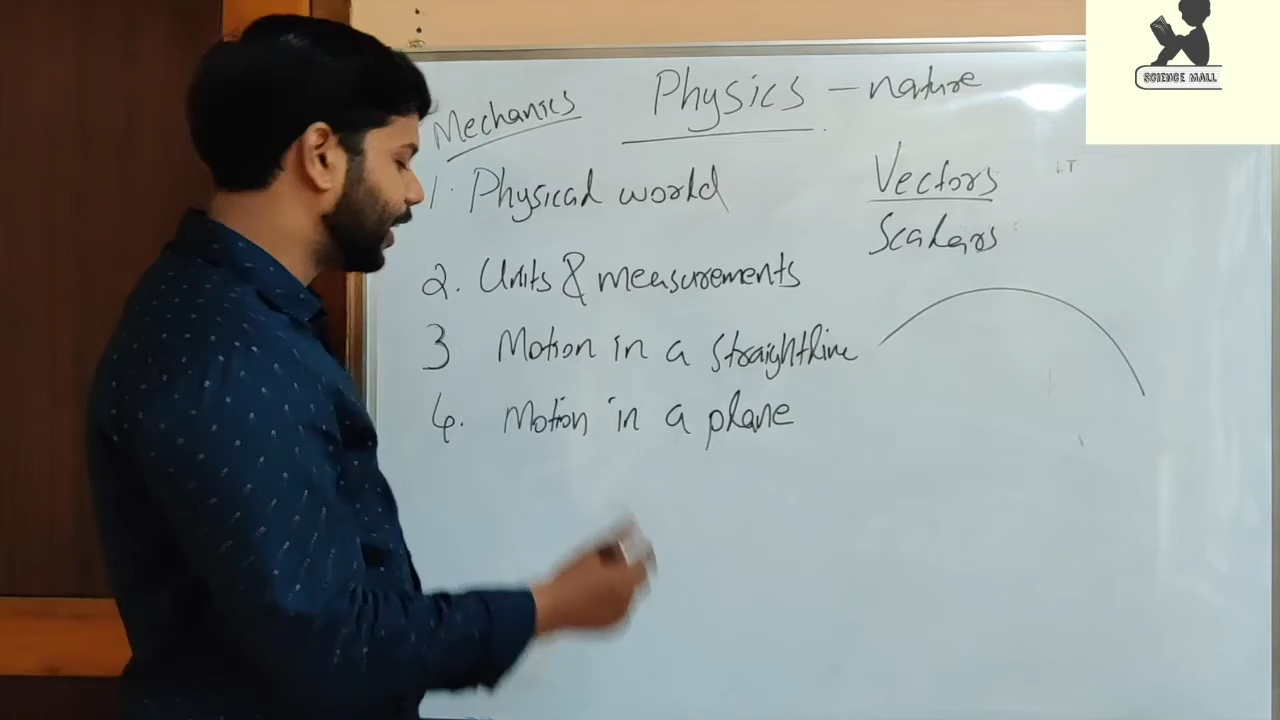 Physics - nature
Mechanics
1. Physical world
2. Units & measurements
3 Motion in a straightline
4. Motion in a plane
Vectors
Scalars
SCIENCE MALL